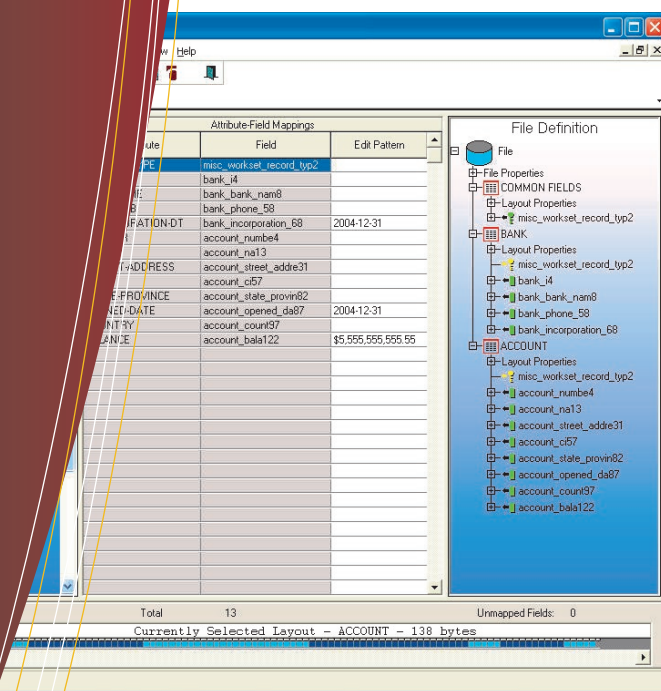 w Help
Attribute-Field Mappings
ute Field Edit Pattern
PE misc_workset_record_typ2
bank_i4
bank_bank_nam8
bank_phone_58
RATION-DT bank_incorporation_68 2004-12-31
account_numbe4
account_na13
T-ADDRESS account_street_addre31
account_ci57
E-PROVINCE account_state_provin82
NED-DATE account_opened_da87 2004-12-31
NTRY account_count97
LANCE account_bala122 $5,555,555,555.55
Total 13
File Definition
File
File Properties
COMMON FIELDS
Layout Properties
misc_workset_record_typ2
BANK
Layout Properties
misc_workset_record_typ2
bank_i4
bank_bank_nam8
bank_phone_58
bank_incorporation_68
ACCOUNT
Layout Properties
misc_workset_record_typ2
account_numbe4
account_na13
account_street_addre31
account_ci57
account_state_provin82
account_opened_da87
account_count97
account_bala122
Unmapped Fields: 0
Currently Selected Layout - ACCOUNT - 138 bytes